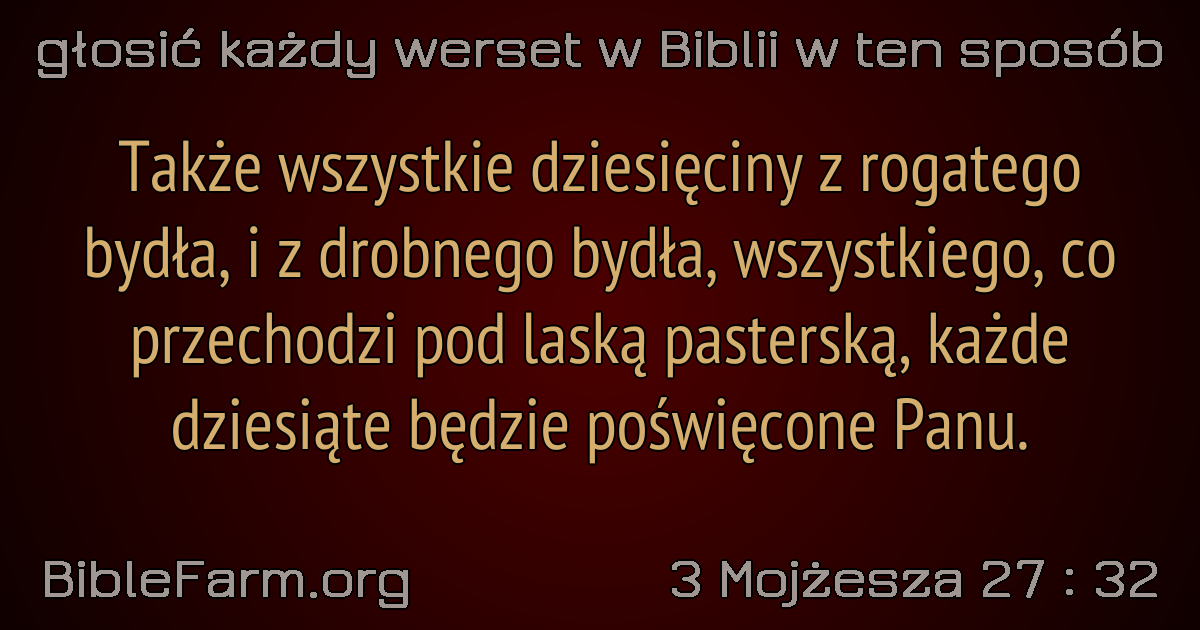 głosić każdy werset w Biblii w ten sposób
Także wszystkie dziesięciny z rogatego
bydła, i z drobnego bydła, wszystkiego, co
przechodzi pod laską pasterską, każde
dziesiąte będzie poświęcone Panu.
BibleFarm.org
3 Mojżesza 27 : 32